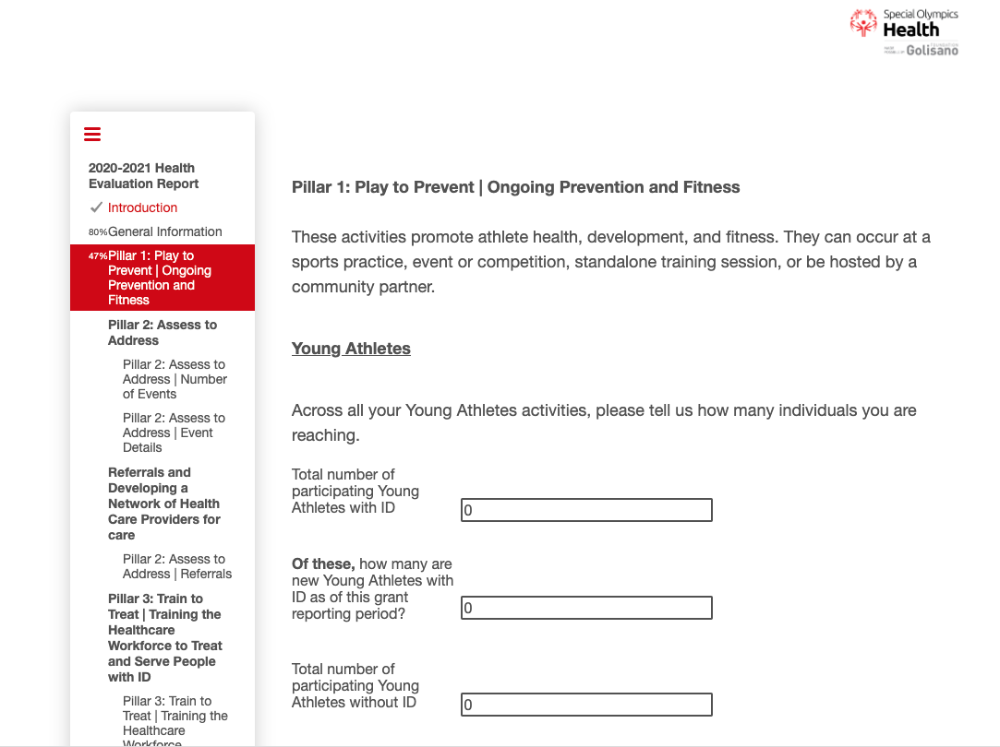 Special Olympics
Health
FOUNDATION
Golisano
2020-2021 Health
Evaluation Report
Introduction
80%General Information
47%Pillar 1: Play to
Prevent | Ongoing
Prevention and
Fitness
Pillar 2: Assess to
Address
Pillar 2: Assess to
Address | Number
of Events
Pillar 2: Assess to
Address | Event
Details
Referrals and
Developing a
Network of Health
Care Providers for
care
Pillar 2: Assess to
Address | Referrals
Pillar 3: Train to
Treat | Training the
Healthcare
Workforce to Treat
and Serve People
with ID
Pillar 3: Train to
Treat | Training the
Healthcare
Workforce
Pillar 1: Play to Prevent | Ongoing Prevention and Fitness
These activities promote athlete health, development, and fitness. They can occur at a
sports practice, event or competition, standalone training session, or be hosted by a
community partner.
Young Athletes
Across all your Young Athletes activities, please tell us how many individuals you are
reaching.
Total number of
participating Young
Athletes with ID
0
Of these, how many are
new Young Athletes with
ID as of this grant
reporting period?
0
Total number of
participating Young
Athletes without ID
0